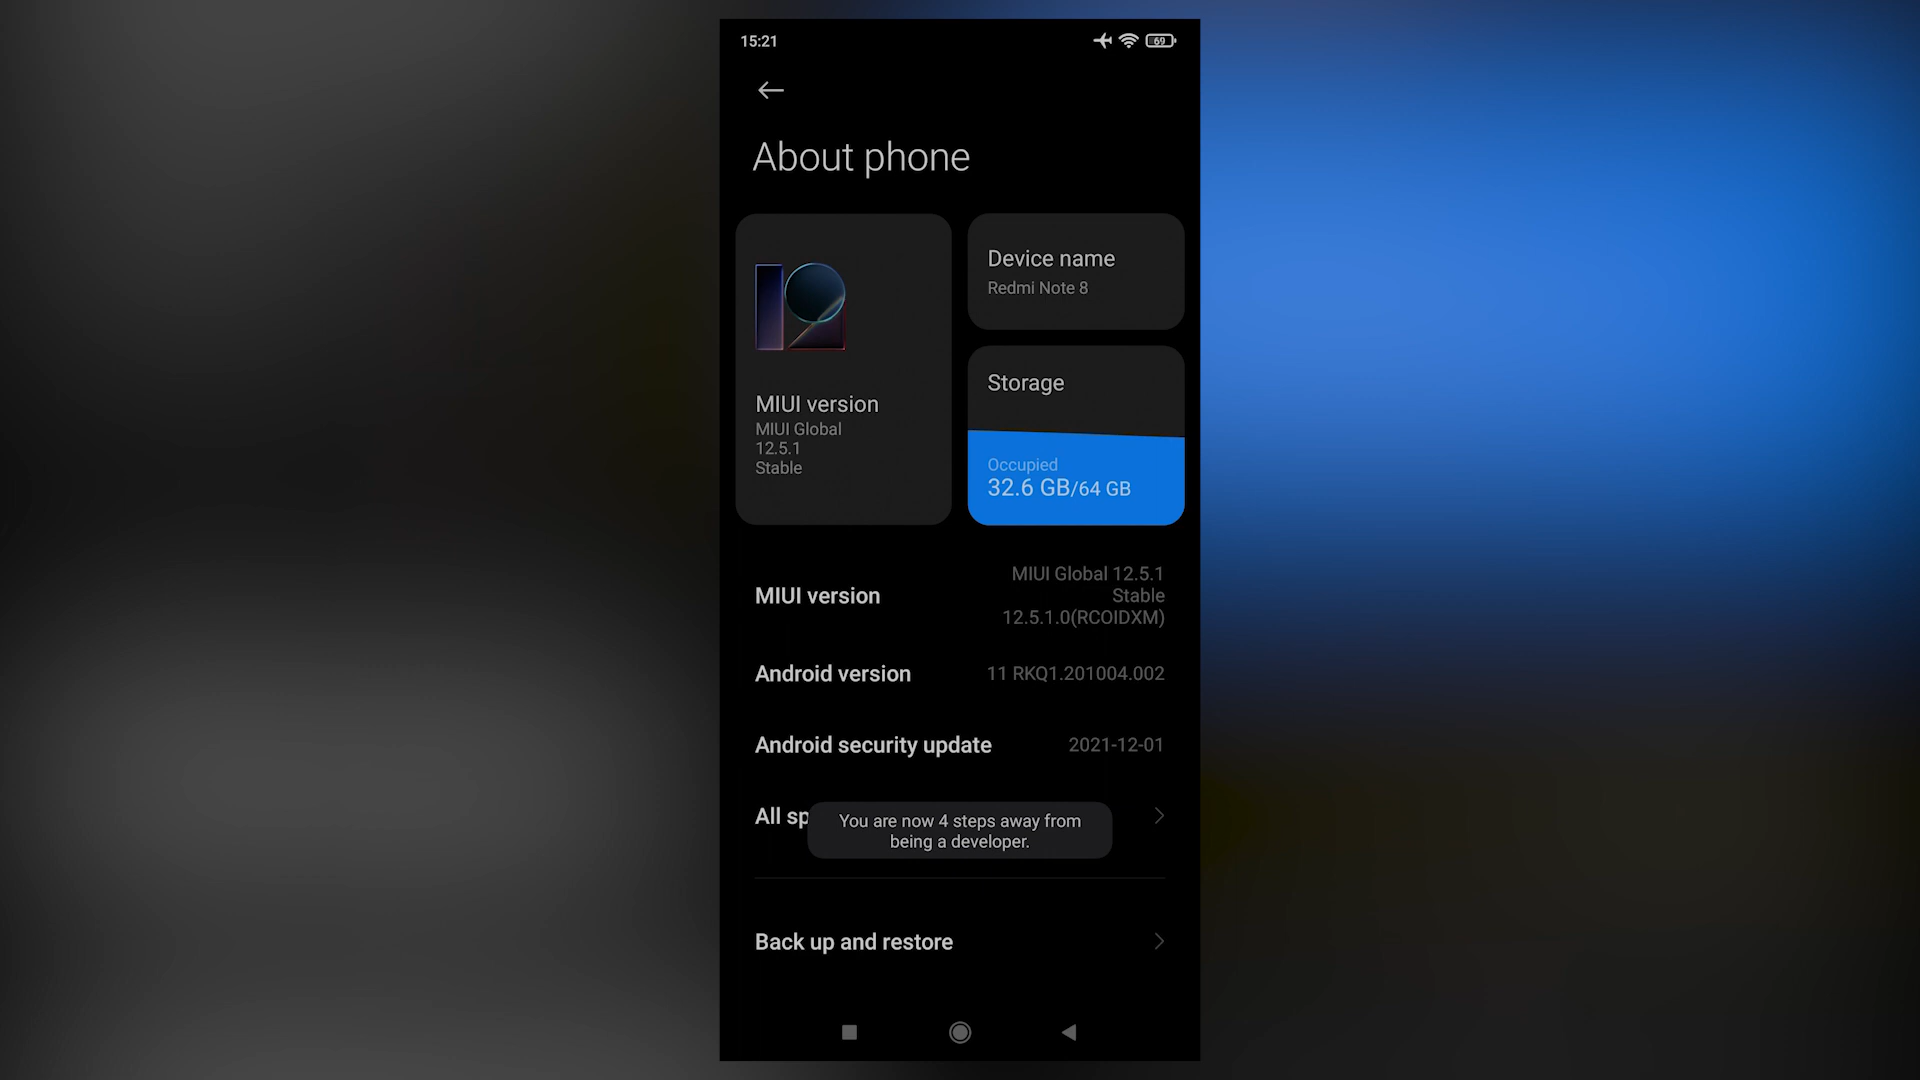 15:21
69
About phone
12
MIUI version
MIUI Global
12.5.1
Stable
Device name
Redmi Note 8
Storage
Occupied
32.6 GB/64 GB
MIUI version
MIUI Global 12.5.1
Stable
12.5.1.0(RCOIDXM)
Android version
11 RKQ1.201004.002
Android security update
2021-12-01
All sp
You are now 4 steps away from
being a developer.
Back up and restore